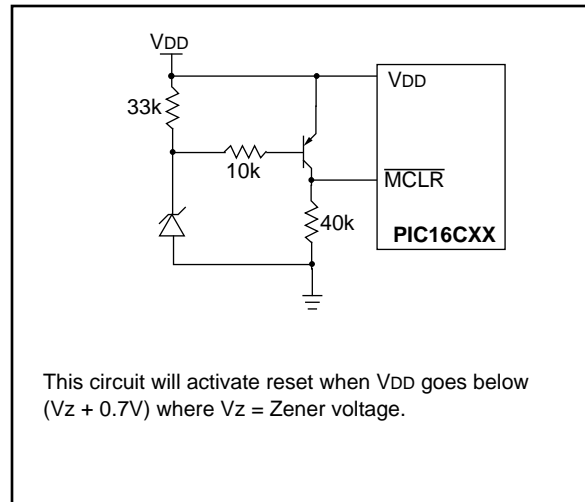 VDD
VDD
33k
10k
MCLR
40k
PIC16CXX
This circuit will activate reset when VDD goes below
(Vz + 0.7V) where Vz = Zener voltage.